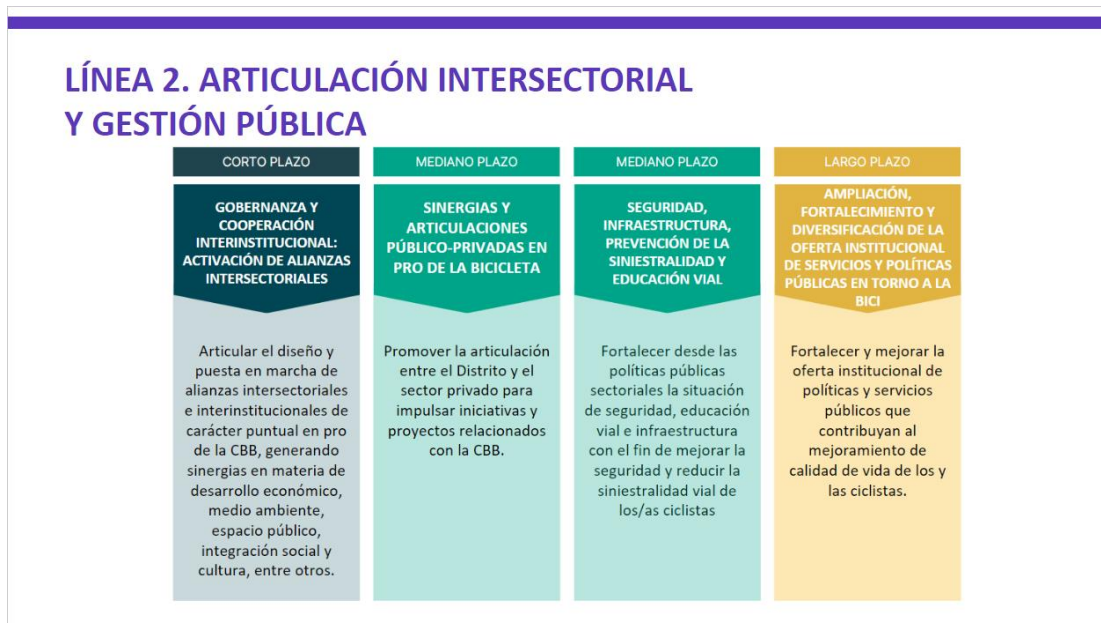 LÍNEA 2. ARTICULACIÓN INTERSECTORIAL
Y GESTIÓN PÚBLICA
CORTO PLAZO
GOBERNANZA Y
COOPERACIÓN
INTERINSTITUCIONAL:
ACTIVACIÓN DE ALIANZAS
INTERSECTORIALES
Articular el diseño y
puesta en marcha de
alianzas intersectoriales
e interinstitucionales de
carácter puntual en pro
de la CBB, generando
sinergias en materia de
desarrollo económico,
medio ambiente,
espacio público,
integración social y
cultura, entre otros.
MEDIANO PLAZO
SINERGIAS Y
ARTICULACIONES
PÚBLICO-PRIVADAS EN
PRO DE LA BICICLETA
Promover la articulación
entre el Distrito y el
sector privado para
impulsar iniciativas y
proyectos relacionados
con la CBB.
MEDIANO PLAZO
SEGURIDAD,
INFRAESTRUCTURA,
PREVENCIÓN DE LA
SINIESTRALIDAD Y
EDUCACIÓN VIAL
Fortalecer desde las
políticas públicas
sectoriales la situación
de seguridad, educación
vial e infraestructura
con el fin de mejorar la
seguridad y reducir la
siniestralidad vial de
los/as ciclistas
LARGO PLAZO
AMPLIACIÓN,
FORTALECIMIENTO Y
DIVERSIFICACIÓN DE LA
OFERTA INSTITUCIONAL
DE SERVICIOS Y POLÍTICAS
PÚBLICAS EN TORNO A LA
BICI
Fortalecer y mejorar la
oferta institucional de
políticas y servicios
públicos que
contribuyan al
mejoramiento de
calidad de vida de los y
las ciclistas.